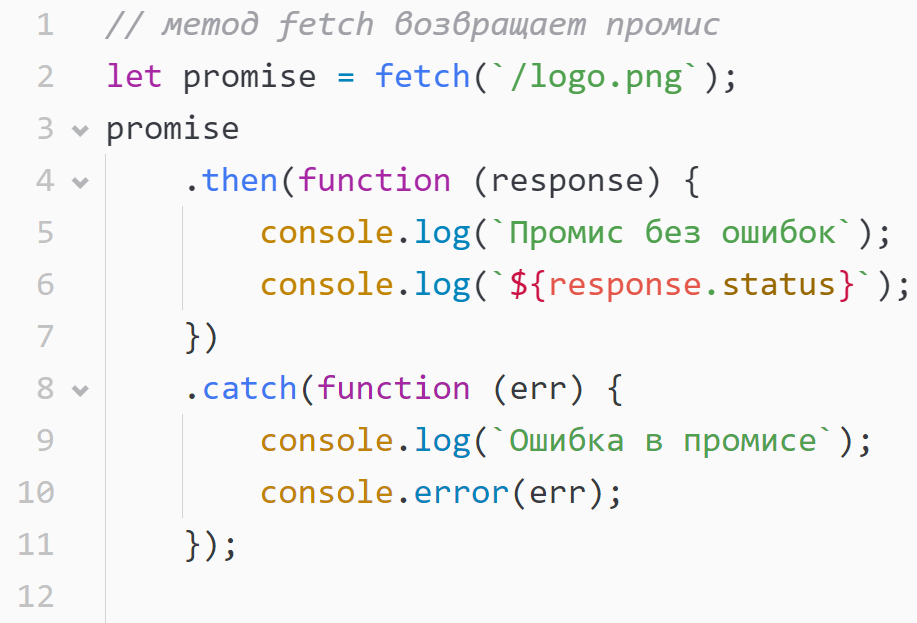 1 // метод fetch возвращает промис
2 let promise = fetch(`/logo.png`);
3 promise
4 .then(function (response) {
5 console.log(`Промис без ошибок`);
6 console.log(`${response.status}`);
7 })
8 .catch(function (err) {
9 console.log(`Ошибка в промисе`);
10 console.error(err);
11 });
12